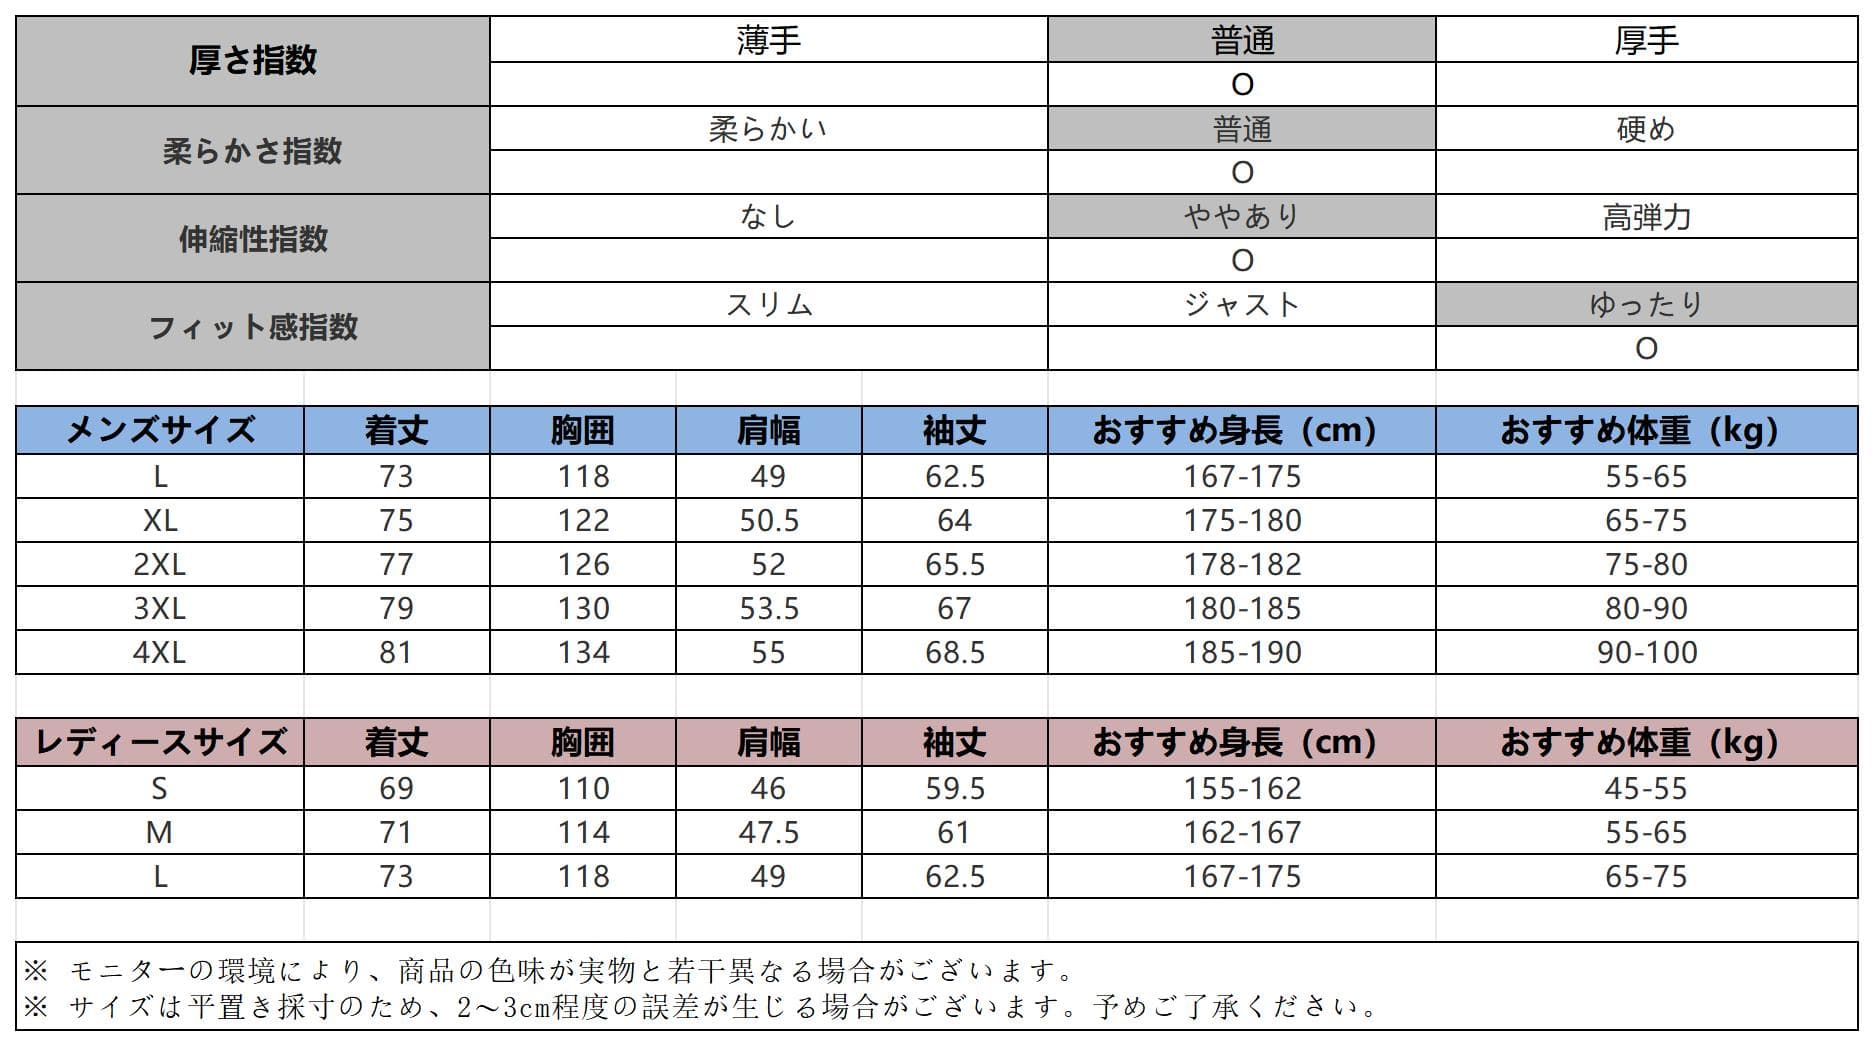 厚さ指数 薄手 普通 厚手
O
柔らかさ指数 柔らかい 普通 硬め
O
伸縮性指数 なし ややあり 高弾力
O
フィット感指数 スリム ジャスト ゆったり
O
メンズサイズ 着丈 胸囲 肩幅 袖丈 おすすめ身長（cm） おすすめ体重（kg）
L 73 118 49 62.5 167-175 55-65
XL 75 122 50.5 64 175-180 65-75
2XL 77 126 52 65.5 178-182 75-80
3XL 79 130 53.5 67 180-185 80-90
4XL 81 134 55 68.5 185-190 90-100
レディースサイズ 着丈 胸囲 肩幅 袖丈 おすすめ身長（cm） おすすめ体重（kg）
S 69 110 46 59.5 155-162 45-55
M 71 114 47.5 61 162-167 55-65
L 73 118 49 62.5 167-175 65-75
※ モニターの環境により、商品の色味が実物と若干異なる場合がございます。
※ サイズは平置き採寸のため、2～3cm程度の誤差が生じる場合がございます。予めご了承ください。